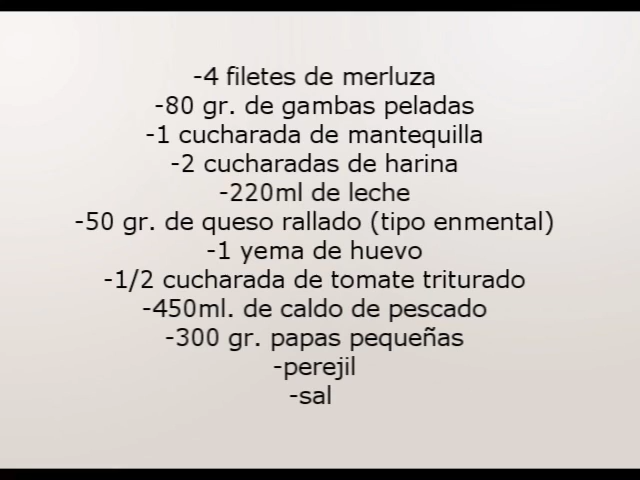 -4 filetes de merluza
-80 gr. de gambas peladas
-1 cucharada de mantequilla
-2 cucharadas de harina
-220ml de leche
-50 gr. de queso rallado (tipo enmental)
-1 yema de huevo
-1/2 cucharada de tomate triturado
-450ml. de caldo de pescado
-300 gr. papas pequeñas
-perejil
-sal